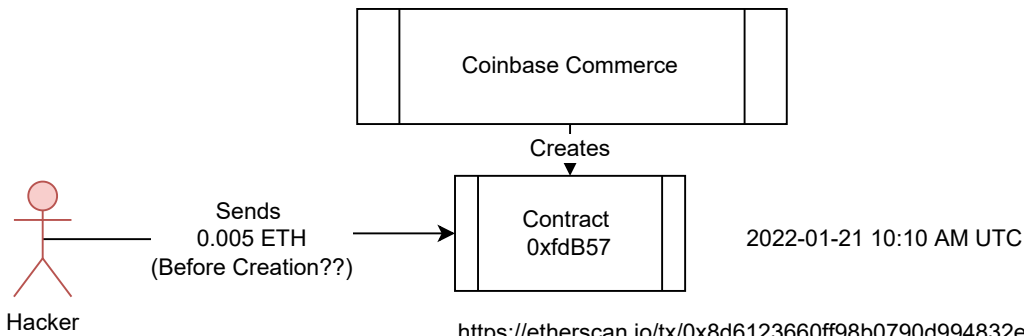 Coinbase Commerce
Creates
Sends
0.005 ETH
(Before Creation??)
Contract
0xfdB57
2022-01-21 10:10 AM UTC
Hacker
https://etherscan.io/tx/0x8d6123660ff98b0790d994832e